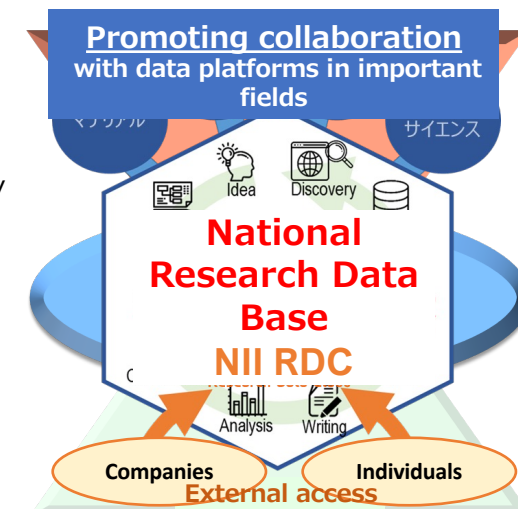 Promoting collaboration
with data platforms in important
fields
マテリアル
サイエンス
Idea
Discovery
National
Research Data
Base
NII RDC
Analysis
Writing
Companies
Individuals
External access